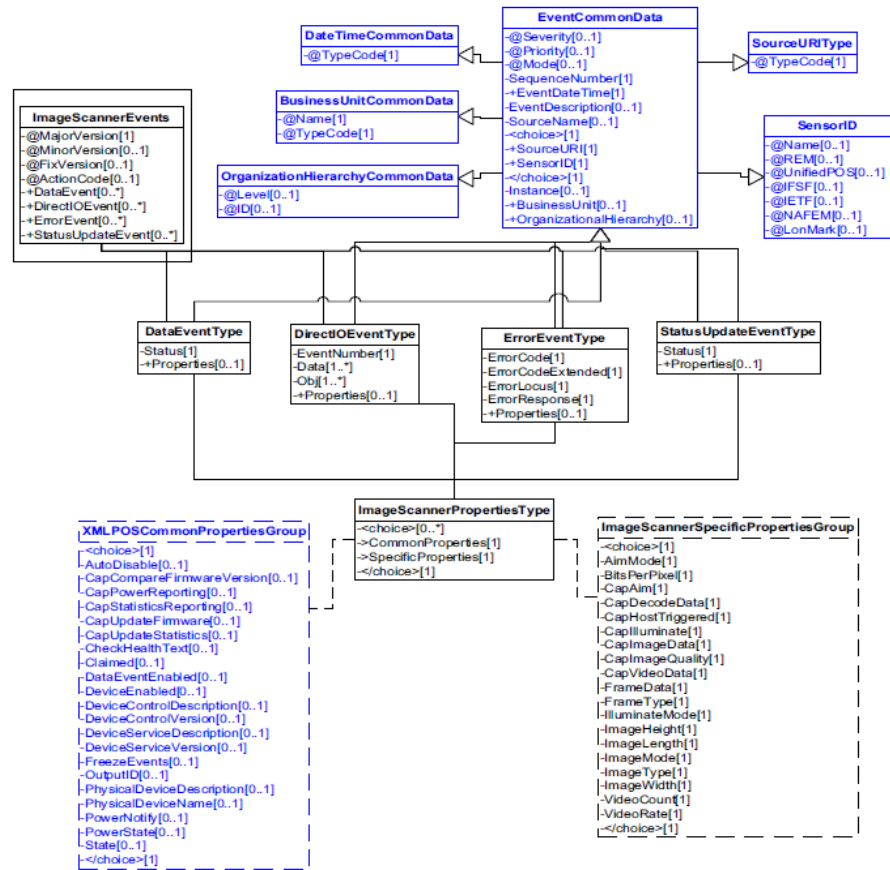 EventCommonData
-@Severity[0..1]
-@Priority[0..1]
-@Mode[0..1]
-SequenceNumber[1]
-+EventDateTime[1]
-EventDescription[0..1]
-SourceName[0..1]
-<choice>[1]
-+SourceURI[1]
-+SensorID[1]
-</choice>[1]
-Instance[0..1]
-+BusinessUnit[0..1]
-+OrganizationalHierarchy[0..1]
DateTimeCommonData
-@TypeCode[1]
SourceURIType
-@TypeCode[1]
BusinessUnitCommonData
-@Name[1]
-@TypeCode[1]
OrganizationHierarchyCommonData
-@Level[0..1]
-@ID[0..1]
SensorID
-@Name[0..1]
-@REM[0..1]
-@UnifiedPOS[0..1]
-@IFSF[0..1]
-@IETF[0..1]
-@NAFEM[0..1]
-@LonMark[0..1]
ImageScannerEvents
-@MajorVersion[1]
-@MinorVersion[0..1]
-@FixVersion[0..1]
-@ActionCode[0..1]
-+DataEvent[0..*]
-+DirectIOEvent[0..*]
-+ErrorEvent[0..*]
-+StatusUpdateEvent[0..*]
DataEventType
-Status[1]
-+Properties[0..1]
DirectIOEventType
-EventNumber[1]
-Data[1..*]
-Obj[1..*]
-+Properties[0..1]
ErrorEventType
-ErrorCode[1]
-ErrorCodeExtended[1]
-ErrorLocus[1]
-ErrorResponse[1]
-+Properties[0..1]
StatusUpdateEventType
-Status[1]
-+Properties[0..1]
ImageScannerPropertiesType
-<choice>[0..*]
->CommonProperties[1]
->SpecificProperties[1]
-</choice>[1]
XMLPOSCommonPropertiesGroup
-<choice>[1]
-AutoDisable[0..1]
-CapCompareFirmwareVersion[0..1]
-CapPowerReporting[0..1]
-CapStatisticsReporting[0..1]
-CapUpdateFirmware[0..1]
-CapUpdateStatistics[0..1]
-CheckHealthText[0..1]
-Claimed[0..1]
-DataEventEnabled[0..1]
-DeviceEnabled[0..1]
-DeviceControlDescription[0..1]
-DeviceControlVersion[0..1]
-DeviceServiceDescription[0..1]
-DeviceServiceVersion[0..1]
-FreezeEvents[0..1]
-OutputID[0..1]
-PhysicalDeviceDescription[0..1]
-PhysicalDeviceName[0..1]
-PowerNotify[0..1]
-PowerState[0..1]
-State[0..1]
-</choice>[1]
ImageScannerSpecificPropertiesGroup
-<choice>[1]
-AimMode[1]
-BitsPerPixel[1]
-CapAim[1]
-CapDecodeData[1]
-CapHostTriggered[1]
-CapIlluminate[1]
-CapImageData[1]
-CapImageQuality[1]
-CapVideoData[1]
-FrameData[1]
-FrameType[1]
-IlluminateMode[1]
-ImageHeight[1]
-ImageLength[1]
-ImageMode[1]
-ImageType[1]
-ImageWidth[1]
-VideoCount[1]
-VideoRate[1]
-</choice>[1]